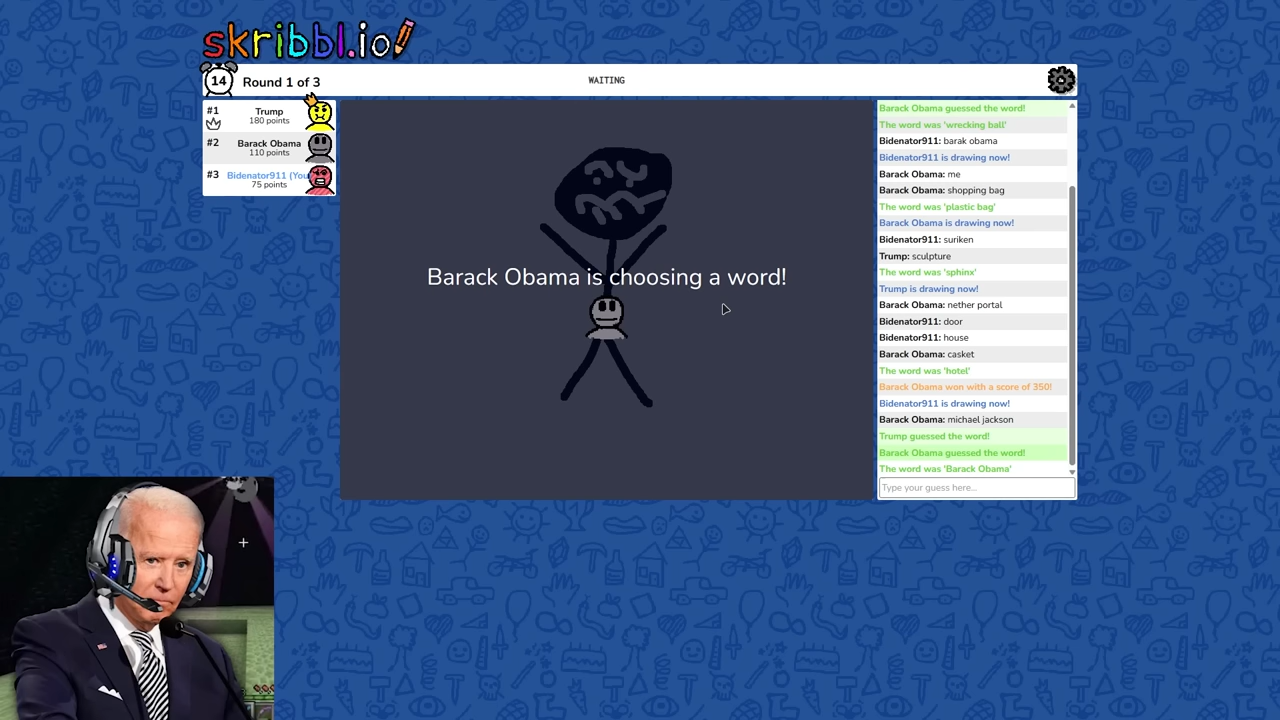 skribbl.io
14
Round 1 of 3
WAITING
#1
Trump
180 points
#2
Barack Obama
110 points
#3
Bidenator911 (You
75 points
Barack Obama is choosing a word!
Barack Obama guessed the word!
The word was 'wrecking ball'
Bidenator911: barak obama
Bidenator911 is drawing now!
Barack Obama: me
Barack Obama: shopping bag
The word was 'plastic bag'
Barack Obama is drawing now!
Bidenator911: suriken
Trump: sculpture
The word was 'sphinx'
Trump is drawing now!
Barack Obama: nether portal
Bidenator911: door
Bidenator911: house
Barack Obama: casket
The word was 'hotel'
Barack Obama won with a score of 350!
Bidenator911 is drawing now!
Barack Obama: michael jackson
Trump guessed the word!
Barack Obama guessed the word!
The word was 'Barack Obama'
Type your guess here...